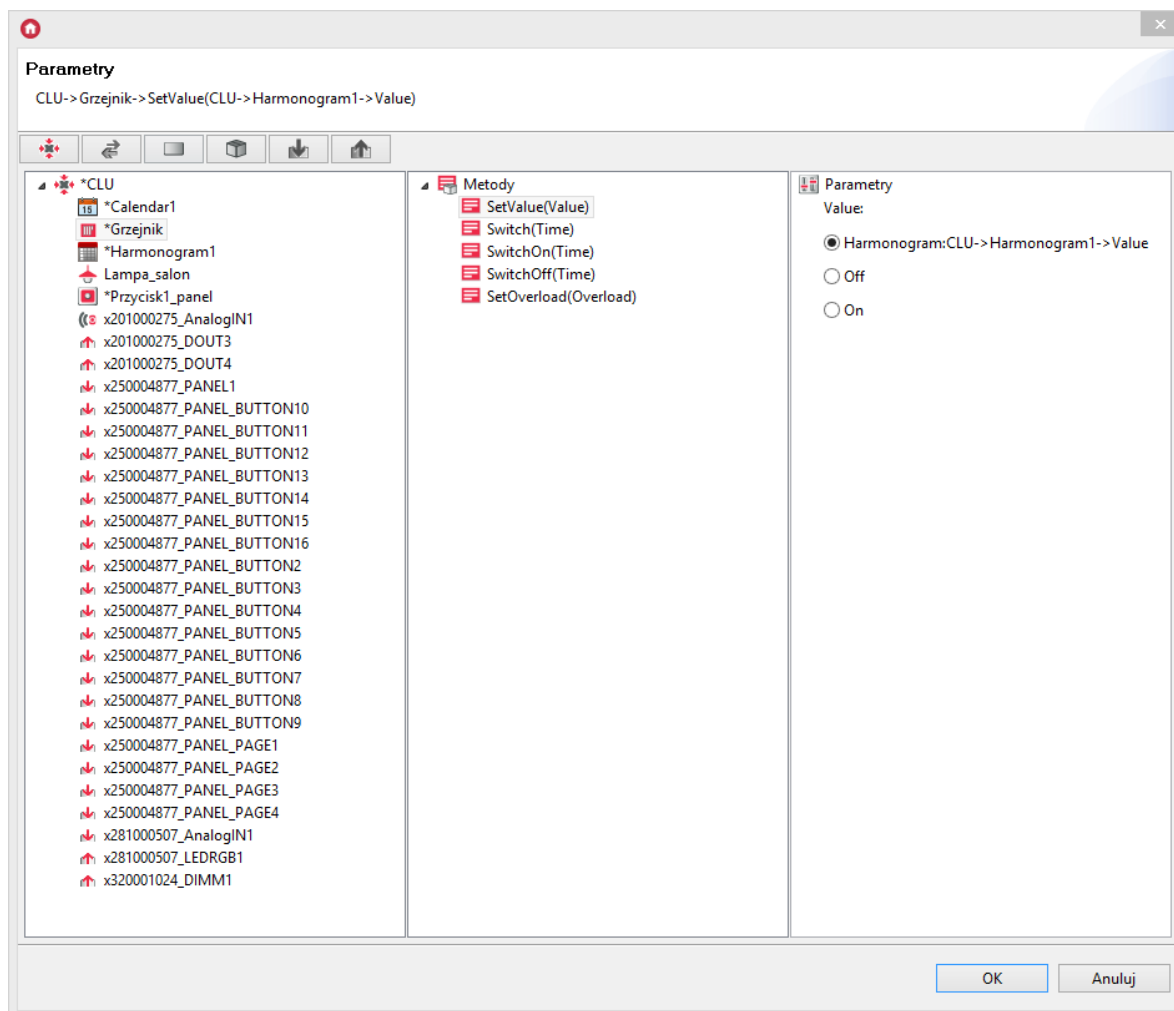 Parametry
CLU->Grzejnik->SetValue(CLU->Harmonogram1->Value)
*CLU
15 *Calendar1
*Grzejnik
*Harmonogram1
Lampa_salon
*Przycisk1_panel
x201000275_AnalogIN1
x201000275_DOUT3
x201000275_DOUT4
x250004877_PANEL1
x250004877_PANEL_BUTTON10
x250004877_PANEL_BUTTON11
x250004877_PANEL_BUTTON12
x250004877_PANEL_BUTTON13
x250004877_PANEL_BUTTON14
x250004877_PANEL_BUTTON15
x250004877_PANEL_BUTTON16
x250004877_PANEL_BUTTON2
x250004877_PANEL_BUTTON3
x250004877_PANEL_BUTTON4
x250004877_PANEL_BUTTON5
x250004877_PANEL_BUTTON6
x250004877_PANEL_BUTTON7
x250004877_PANEL_BUTTON8
x250004877_PANEL_BUTTON9
x250004877_PANEL_PAGE1
x250004877_PANEL_PAGE2
x250004877_PANEL_PAGE3
x250004877_PANEL_PAGE4
x281000507_AnalogIN1
x281000507_LEDRGB1
x320001024_DIMM1
Metody
SetValue(Value)
Switch(Time)
SwitchOn(Time)
SwitchOff(Time)
SetOverload(Overload)
Parametry
Value:
Harmonogram:CLU->Harmonogram1->Value
Off
On
OK
Anuluj